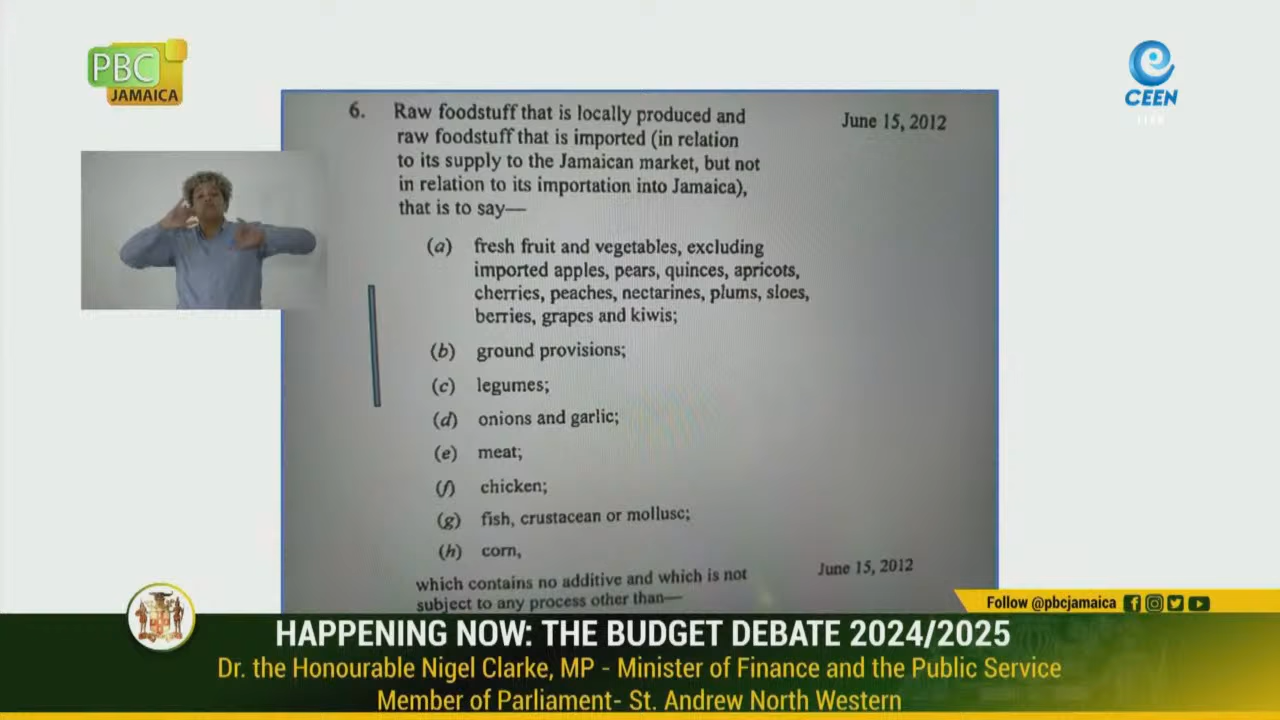 PBC
JAMAICA
CEEN
6. Raw foodstuff that is locally produced and
raw foodstuff that is imported (in relation
to its supply to the Jamaican market, but not
in relation to its importation into Jamaica),
that is to say—
June 15, 2012
(a) fresh fruit and vegetables, excluding
imported apples, pears, quinces, apricots,
cherries, peaches, nectarines, plums, sloes,
berries, grapes and kiwis;
(b) ground provisions;
(c) legumes;
(d) onions and garlic;
(e) meat;
(f) chicken;
(g) fish, crustacean or mollusc;
(h) corn,
which contains no additive and which is not
subject to any process other than—
June 15, 2012
Follow @pbcjamaica
HAPPENING NOW: THE BUDGET DEBATE 2024/2025
Dr. the Honourable Nigel Clarke, MP - Minister of Finance and the Public Service
Member of Parliament- St. Andrew North Western